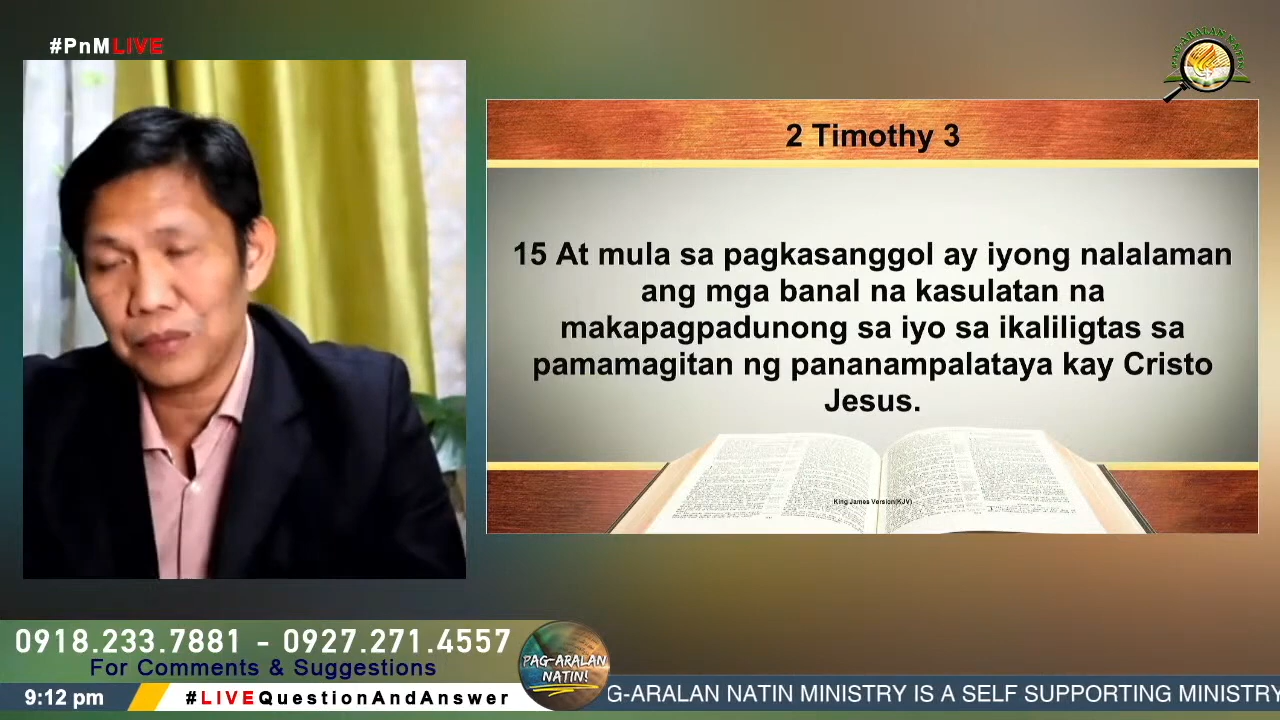 #PnMLIVE
PAG-ARALAN NATIN
2 Timothy 3
15 At mula sa pagkasanggol ay iyong nalalaman
ang mga banal na kasulatan na
makapagpadunong sa iyo sa ikaliligtas sa
pamamagitan ng pananampalataya kay Cristo
Jesus.
King James Version(KJV)
0918.233.7881 - 0927.271.4557
For Comments & Suggestions
PAG-ARALAN
NATIN!
9:12 pm
#LIVEQuestionAndAnswer
G-ARALAN NATIN MINISTRY IS A SELF SUPPORTING MINISTRY